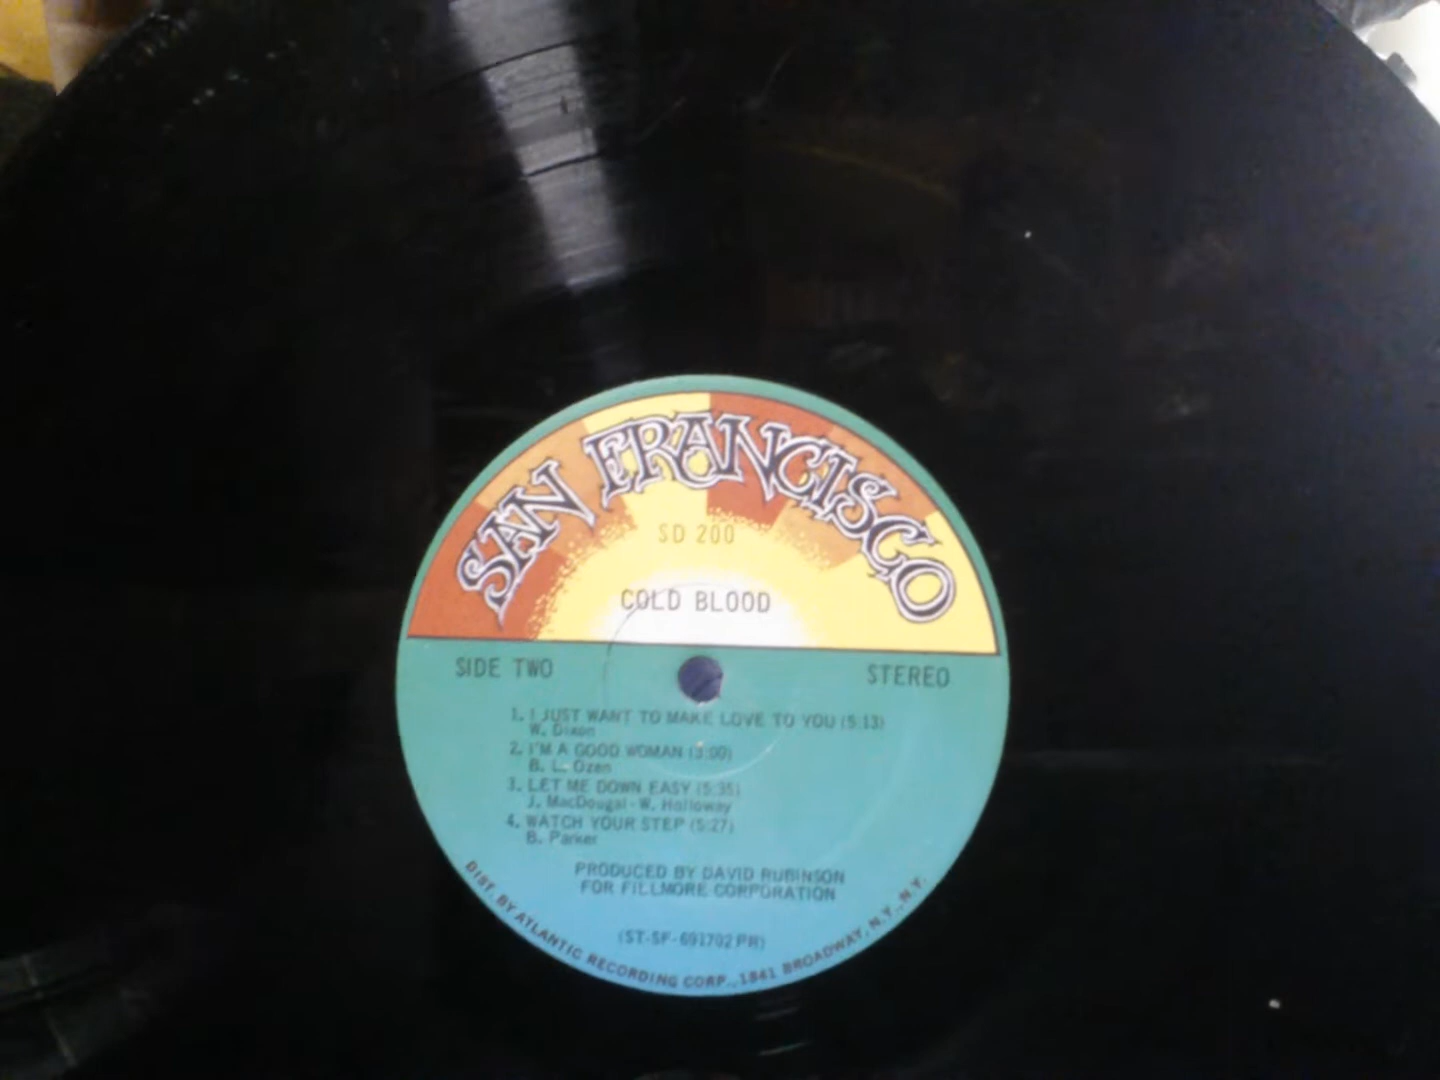 SAN FRANCISCO
SD 200
COLD BLOOD
SIDE TWO
STEREO
1. I JUST WANT TO MAKE LOVE TO YOU (5:13)
W. Dixon
2. I'M A GOOD WOMAN (3:00)
B. L. Ozen
3. LET ME DOWN EASY (5:35)
J. MacDougal - W. Holloway
4. WATCH YOUR STEP (5:27)
B. Parker
PRODUCED BY DAVID RUBINSON
FOR FILLMORE CORPORATION
(ST-SF-691702 PR)
DIST. BY ATLANTIC RECORDING CORP., 1841 BROADWAY, N.Y., N.Y.